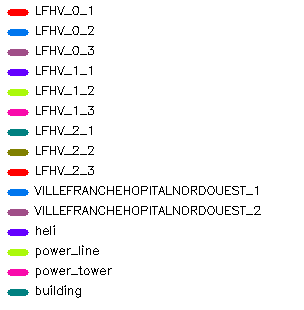 LFHV_0_1
LFHV_0_2
LFHV_0_3
LFHV_1_1
LFHV_1_2
LFHV_1_3
LFHV_2_1
LFHV_2_2
LFHV_2_3
VILLEFRANCHEHOPITALNORDOUEST_1
VILLEFRANCHEHOPITALNORDOUEST_2
heli
power_line
power_tower
building